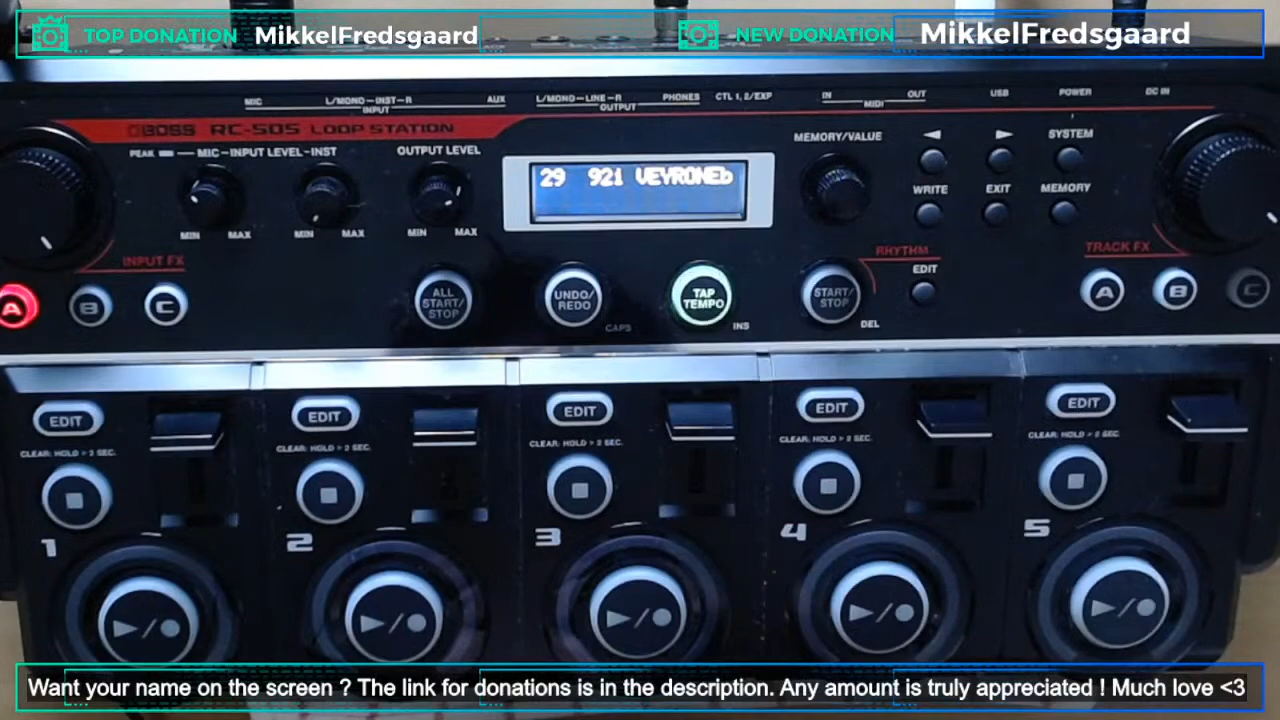 TOP DONATION MikkelFredsgaard NEW DONATION MikkelFredsgaard
MIC L/MONO-INST-R AUX L/MONO-LINE-R PHONES CTL 1, 2/EXP IN OUT USB POWER DC IN
INPUT OUTPUT MIDI
BOSS RC-505 LOOP STATION
PEAK MIC-INPUT LEVEL-INST OUTPUT LEVEL MEMORY/VALUE SYSTEM
29 921 VEYRONEb
WRITE EXIT MEMORY
MIN MAX MIN MAX MIN MAX
INPUT FX RHYTHM TRACK FX
EDIT
A B C ALL START/STOP UNDO/REDO TAP TEMPO START/STOP A B C
CAPS INS DEL
EDIT EDIT EDIT EDIT EDIT
CLEAR: HOLD > 2 SEC. CLEAR: HOLD > 2 SEC. CLEAR: HOLD > 2 SEC. CLEAR: HOLD > 2 SEC. CLEAR: HOLD > 2 SEC.
1 2 3 4 5
Want your name on the screen ? The link for donations is in the description. Any amount is truly appreciated ! Much love <3